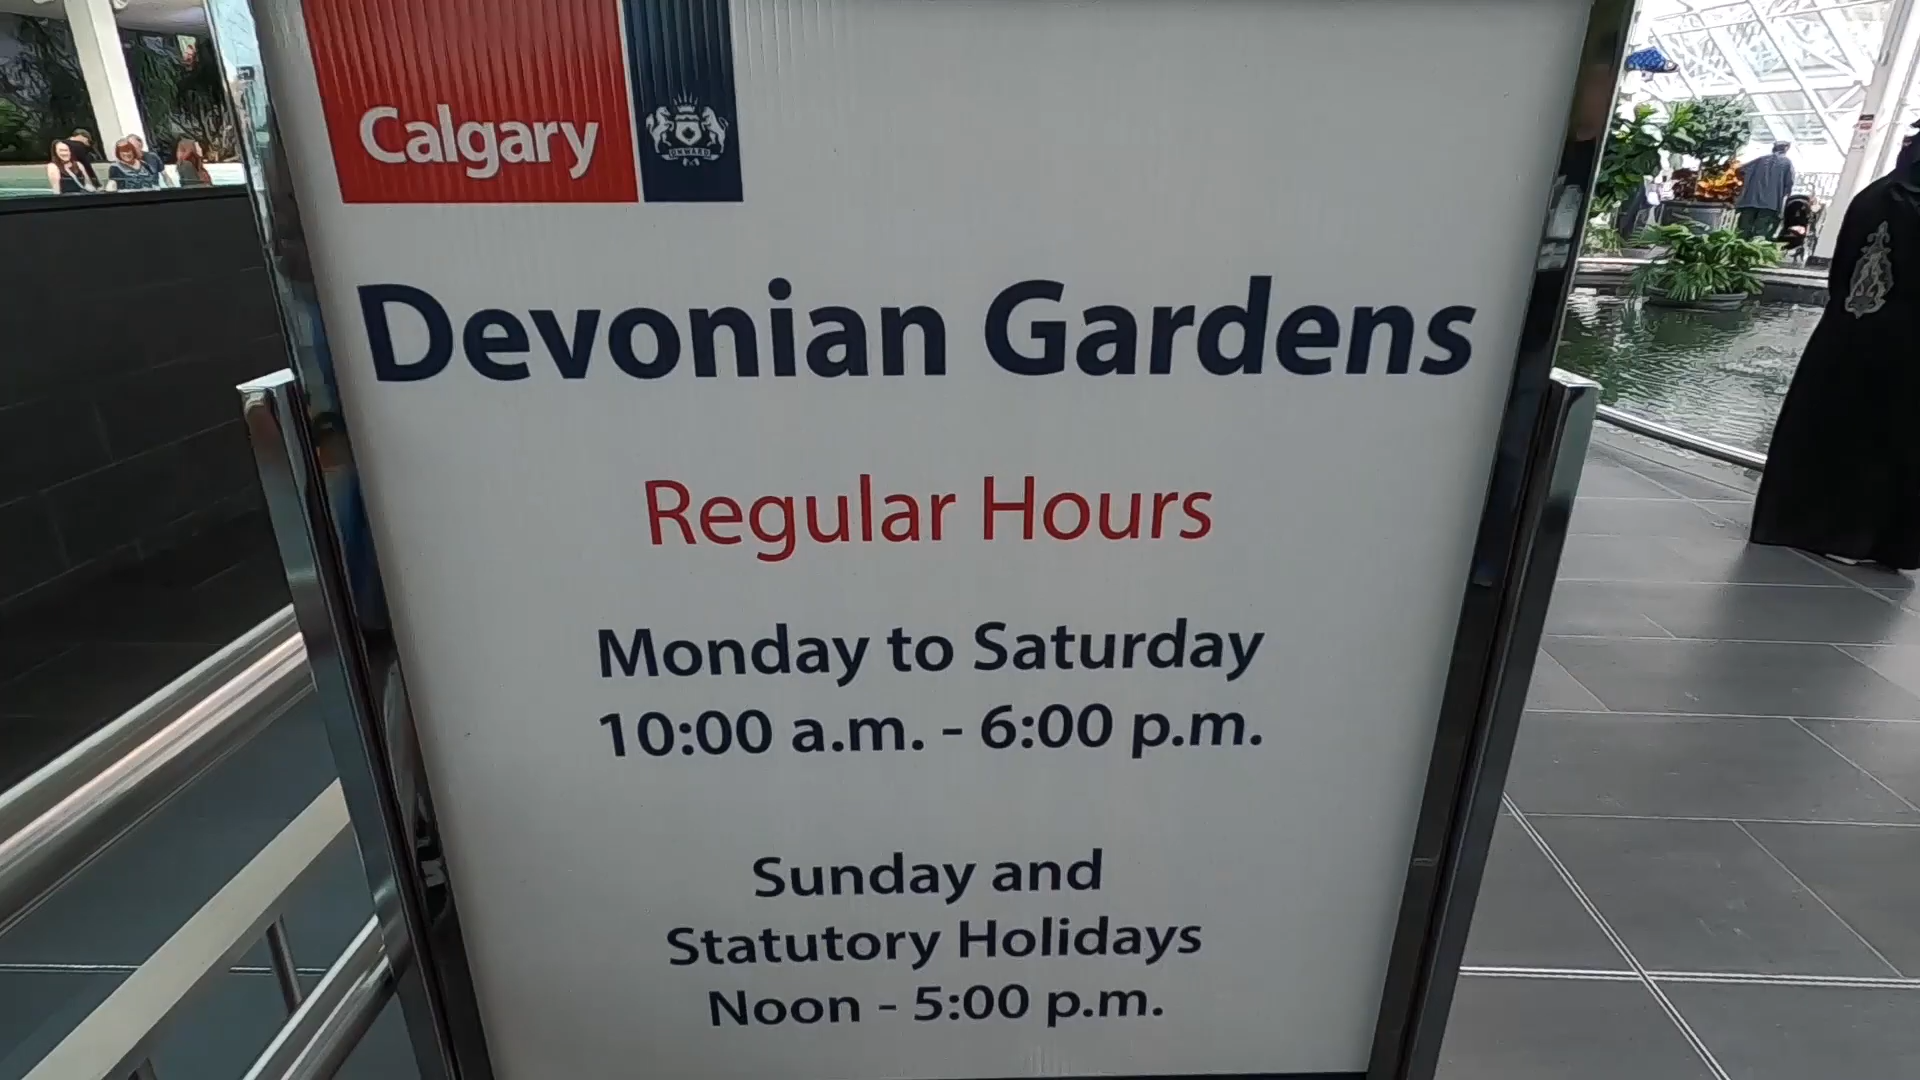 Calgary
ONWARD
Devonian Gardens
Regular Hours
Monday to Saturday
10:00 a.m. - 6:00 p.m.
Sunday and
Statutory Holidays
Noon - 5:00 p.m.